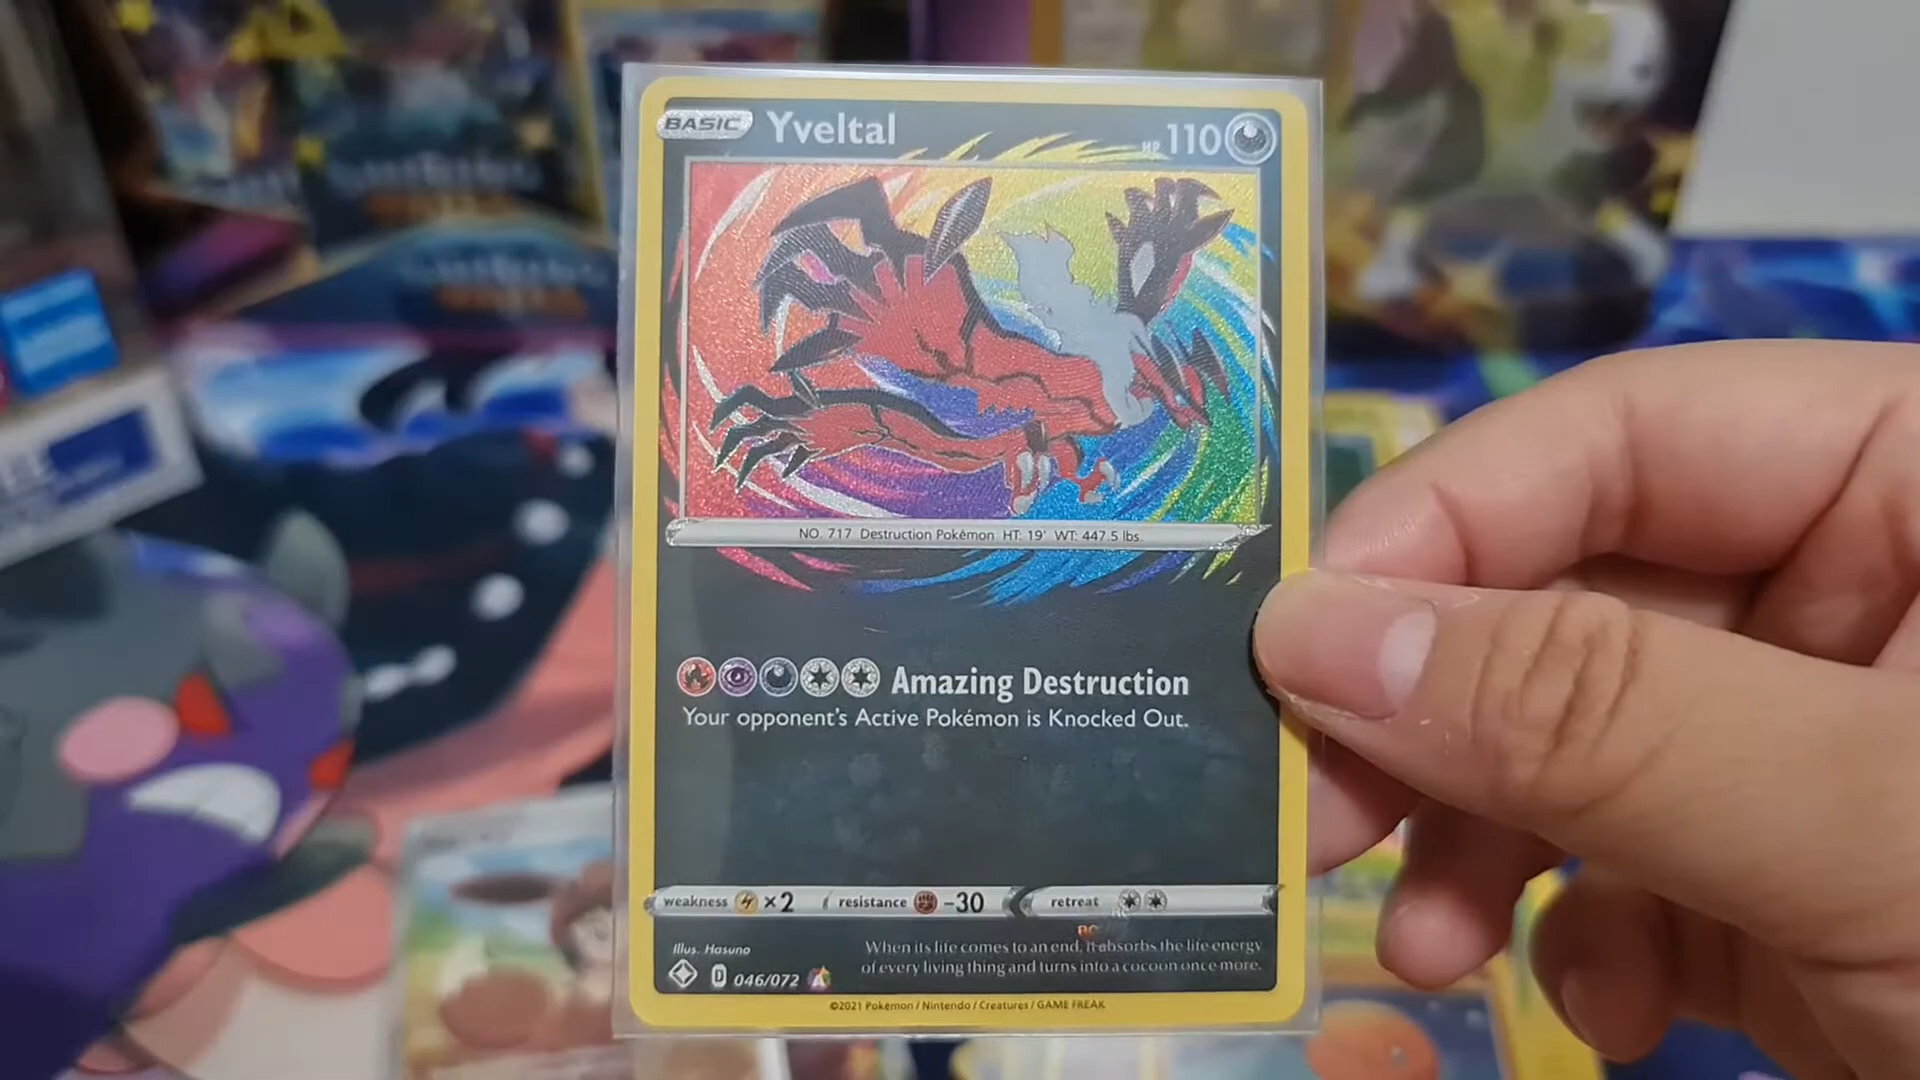 BASIC Yveltal HP 110
NO. 717 Destruction Pokémon HT: 19' WT: 447.5 lbs.
Amazing Destruction
Your opponent's Active Pokémon is Knocked Out.
weakness ×2 resistance -30 retreat
When its life comes to an end, it absorbs the life energy
of every living thing and turns into a cocoon once more.
Illus. Hasuno
D 046/072 A
©2021 Pokémon / Nintendo / Creatures / GAME FREAK